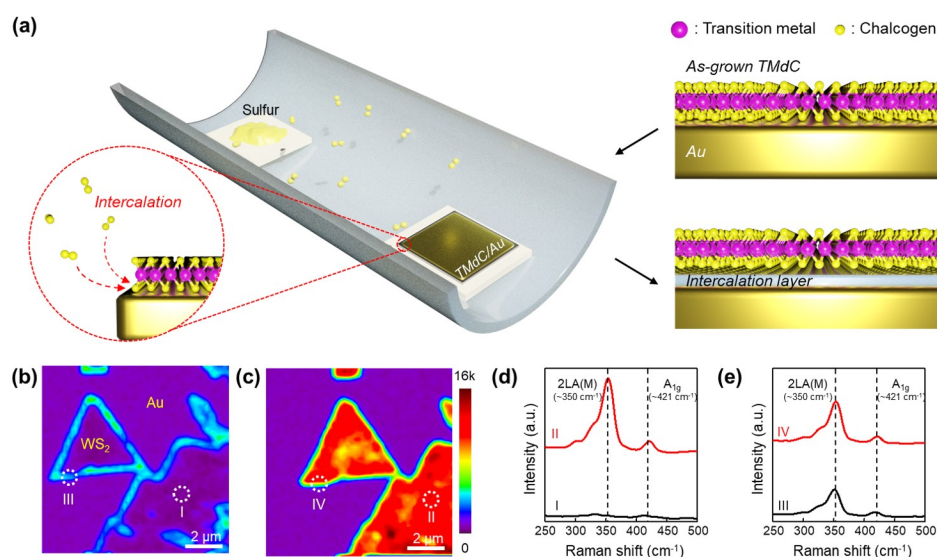 (a)
: Transition metal
: Chalcogen
As-grown TMdC
Sulfur
Au
Intercalation
TMdC/Au
Intercalation layer
(b)
Au
WS₂
III
I
2 μm
(c)
16k
0
IV
II
2 μm
(d)
2LA(M)
(~350 cm⁻¹)
A₁g
(~421 cm⁻¹)
II
I
Intensity (a.u.)
250 300 350 400 450 500
Raman shift (cm⁻¹)
(e)
2LA(M)
(~350 cm⁻¹)
A₁g
(~421 cm⁻¹)
IV
III
Intensity (a.u.)
250 300 350 400 450 500
Raman shift (cm⁻¹)